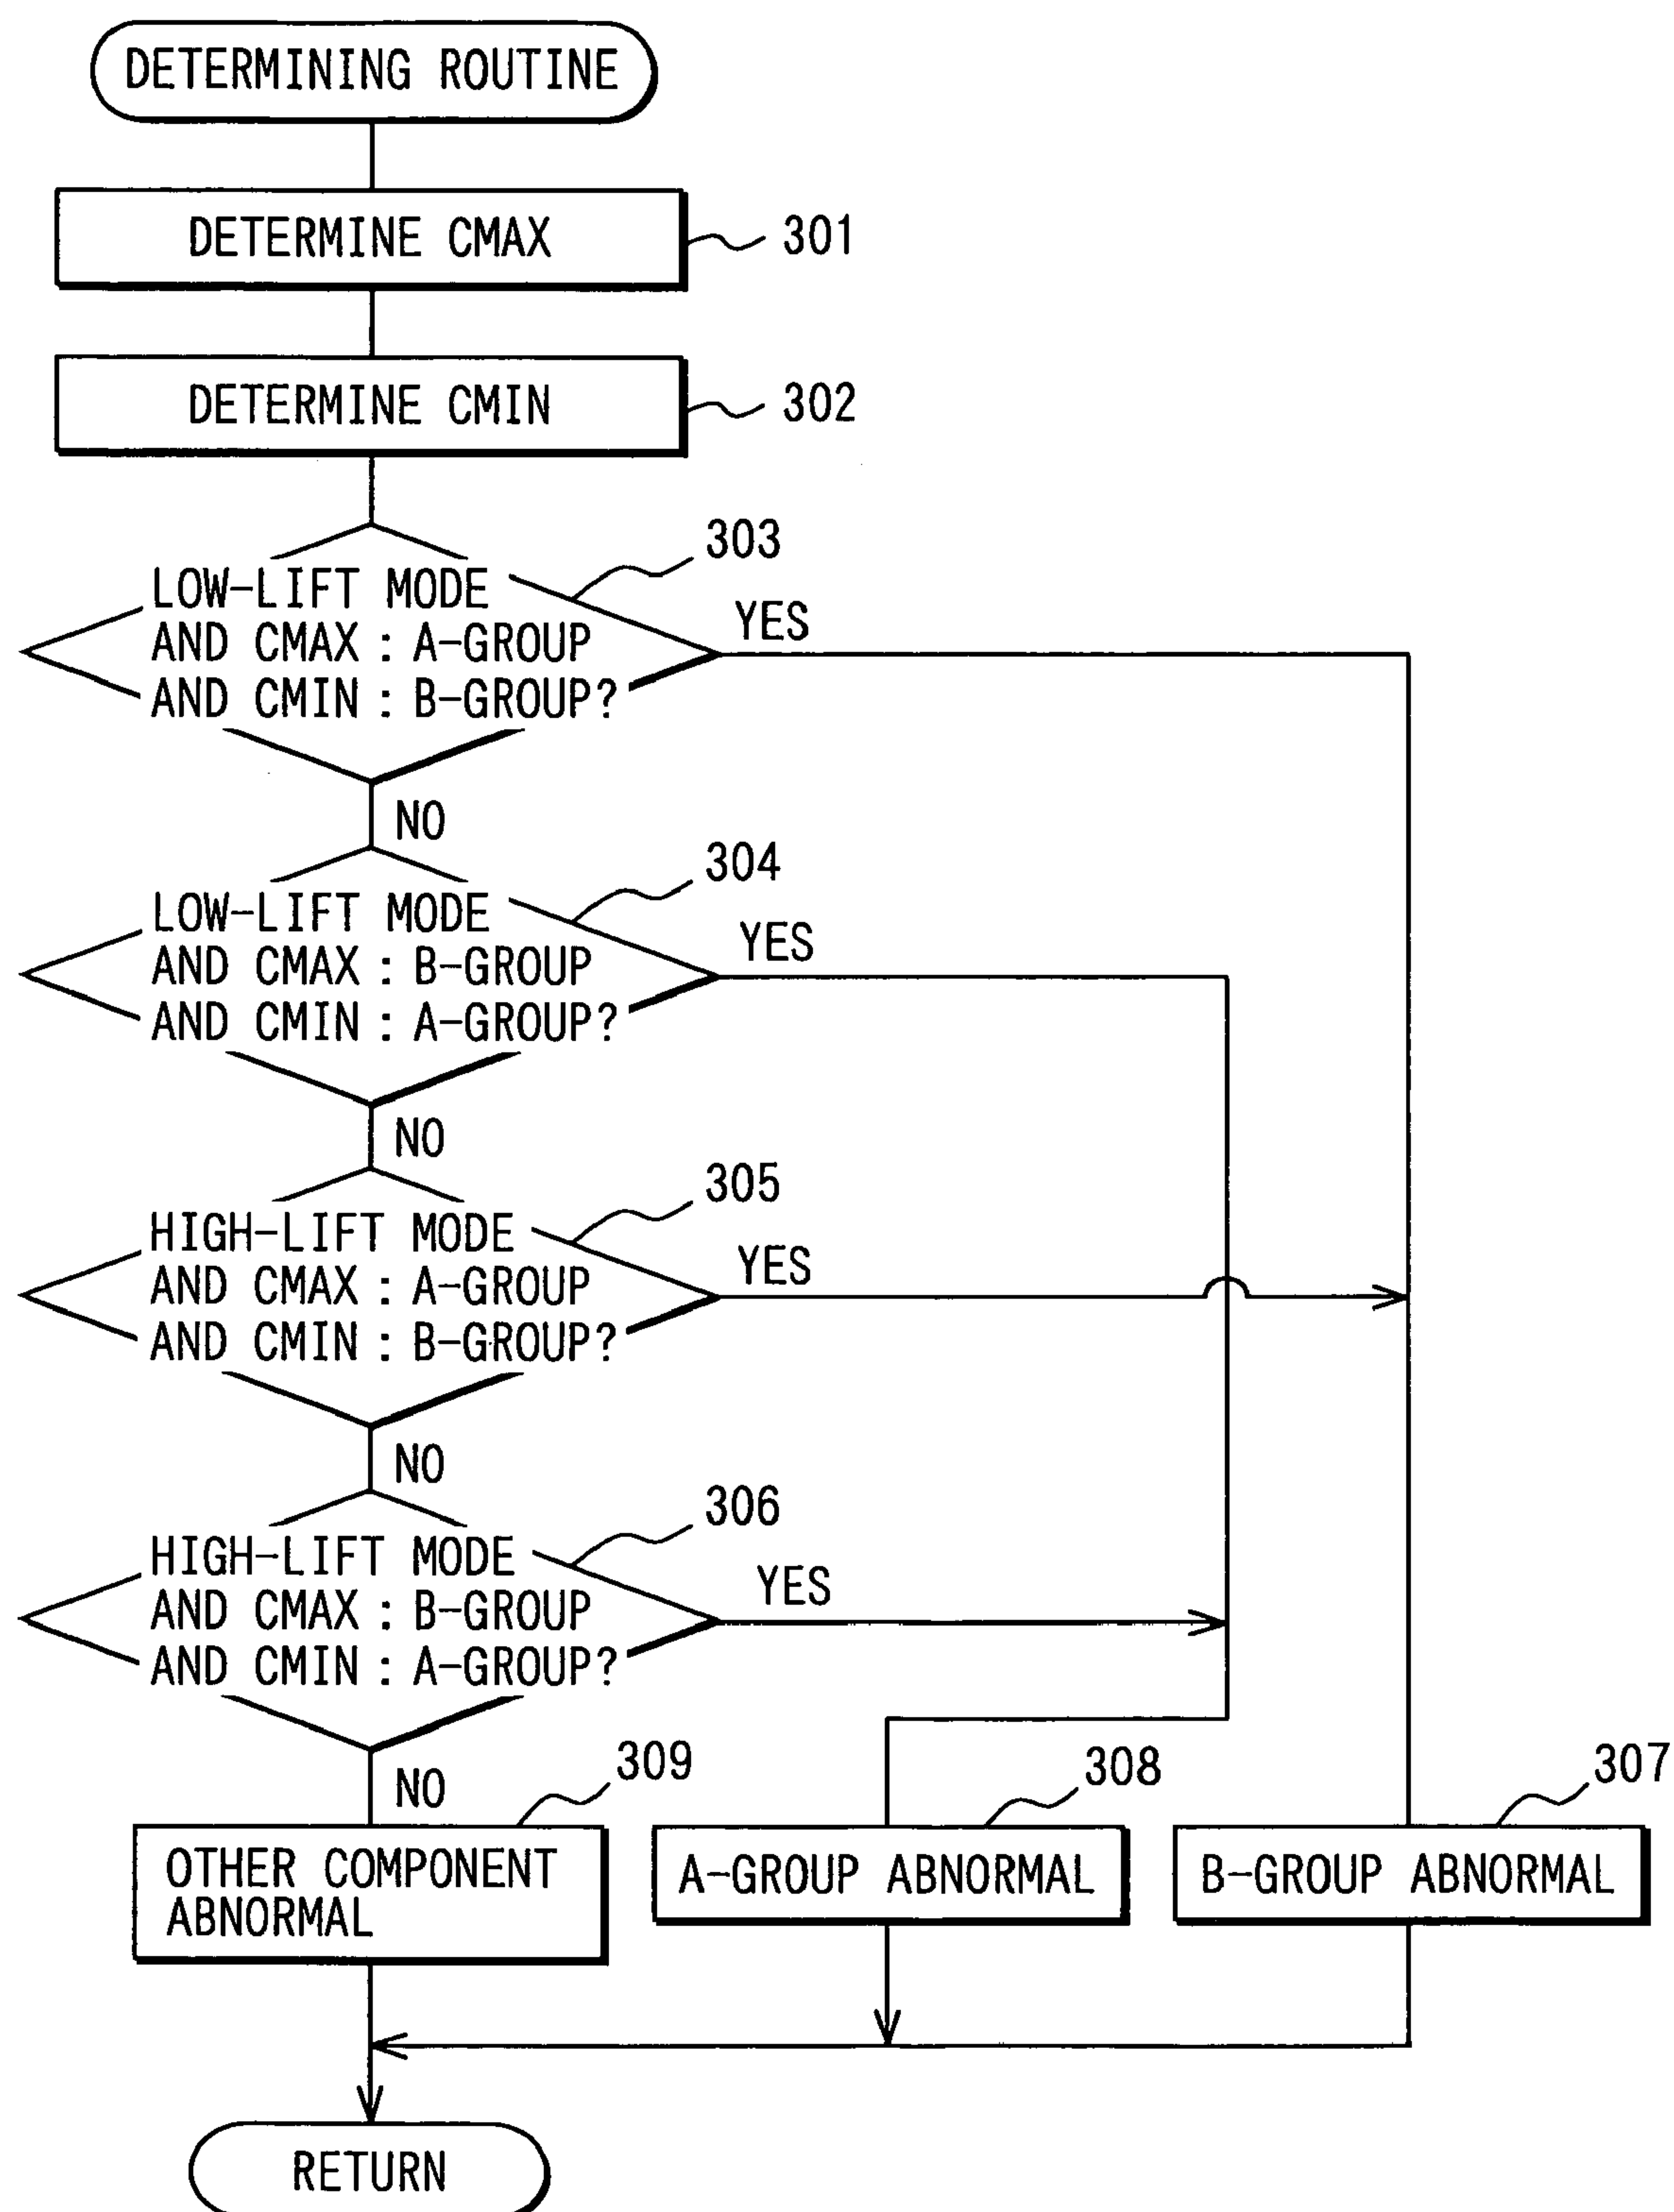 DETERMINING ROUTINE
DETERMINE CMAX
301
DETERMINE CMIN
302
303
LOW-LIFT MODE
AND CMAX : A-GROUP
AND CMIN : B-GROUP?
YES
NO
304
LOW-LIFT MODE
AND CMAX : B-GROUP
AND CMIN : A-GROUP?
YES
NO
305
HIGH-LIFT MODE
AND CMAX : A-GROUP
AND CMIN : B-GROUP?
YES
NO
306
HIGH-LIFT MODE
AND CMAX : B-GROUP
AND CMIN : A-GROUP?
YES
NO
309
OTHER COMPONENT
ABNORMAL
308
A-GROUP ABNORMAL
307
B-GROUP ABNORMAL
RETURN